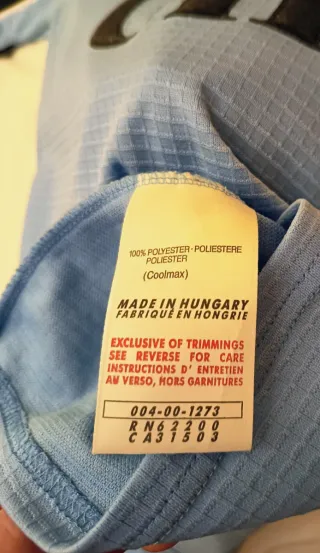 100% POLYESTER · POLIESTERE
POLIESTER
(Coolmax)
MADE IN HUNGARY
FABRIQUÉ EN HONGRIE
EXCLUSIVE OF TRIMMINGS
SEE REVERSE FOR CARE
INSTRUCTIONS D' ENTRETIEN
AU VERSO, HORS GARNITURES
004-00-1273
RN62200
CA31503